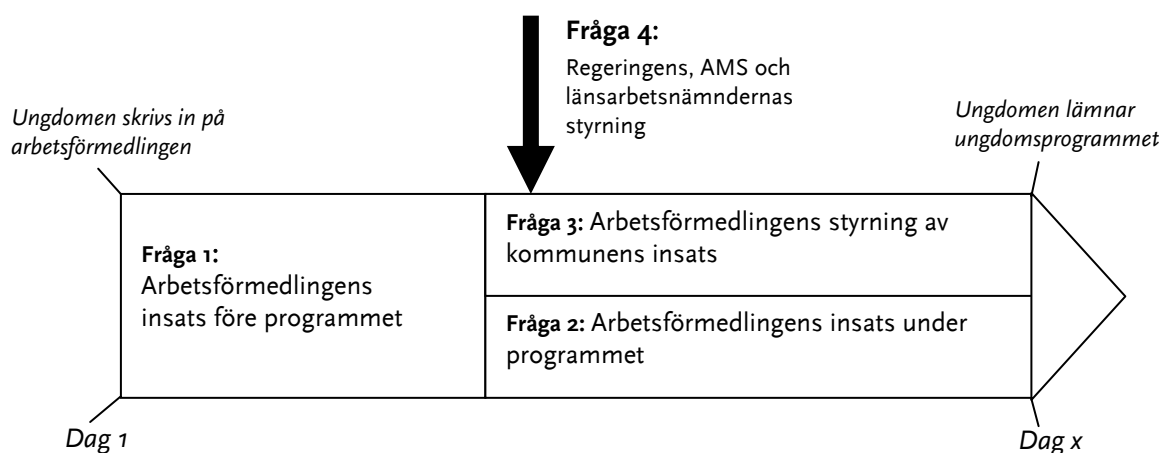 Fråga 4:
Regeringens, AMS och
länsarbetsnämndernas
styrning
Ungdomen skrivs in på
arbetsförmedlingen
Ungdomen lämnar
ungdomsprogrammet
Fråga 1:
Arbetsförmedlingens
insats före programmet
Fråga 3: Arbetsförmedlingens styrning av
kommunens insats
Fråga 2: Arbetsförmedlingens insats under
programmet
Dag 1
Dag x